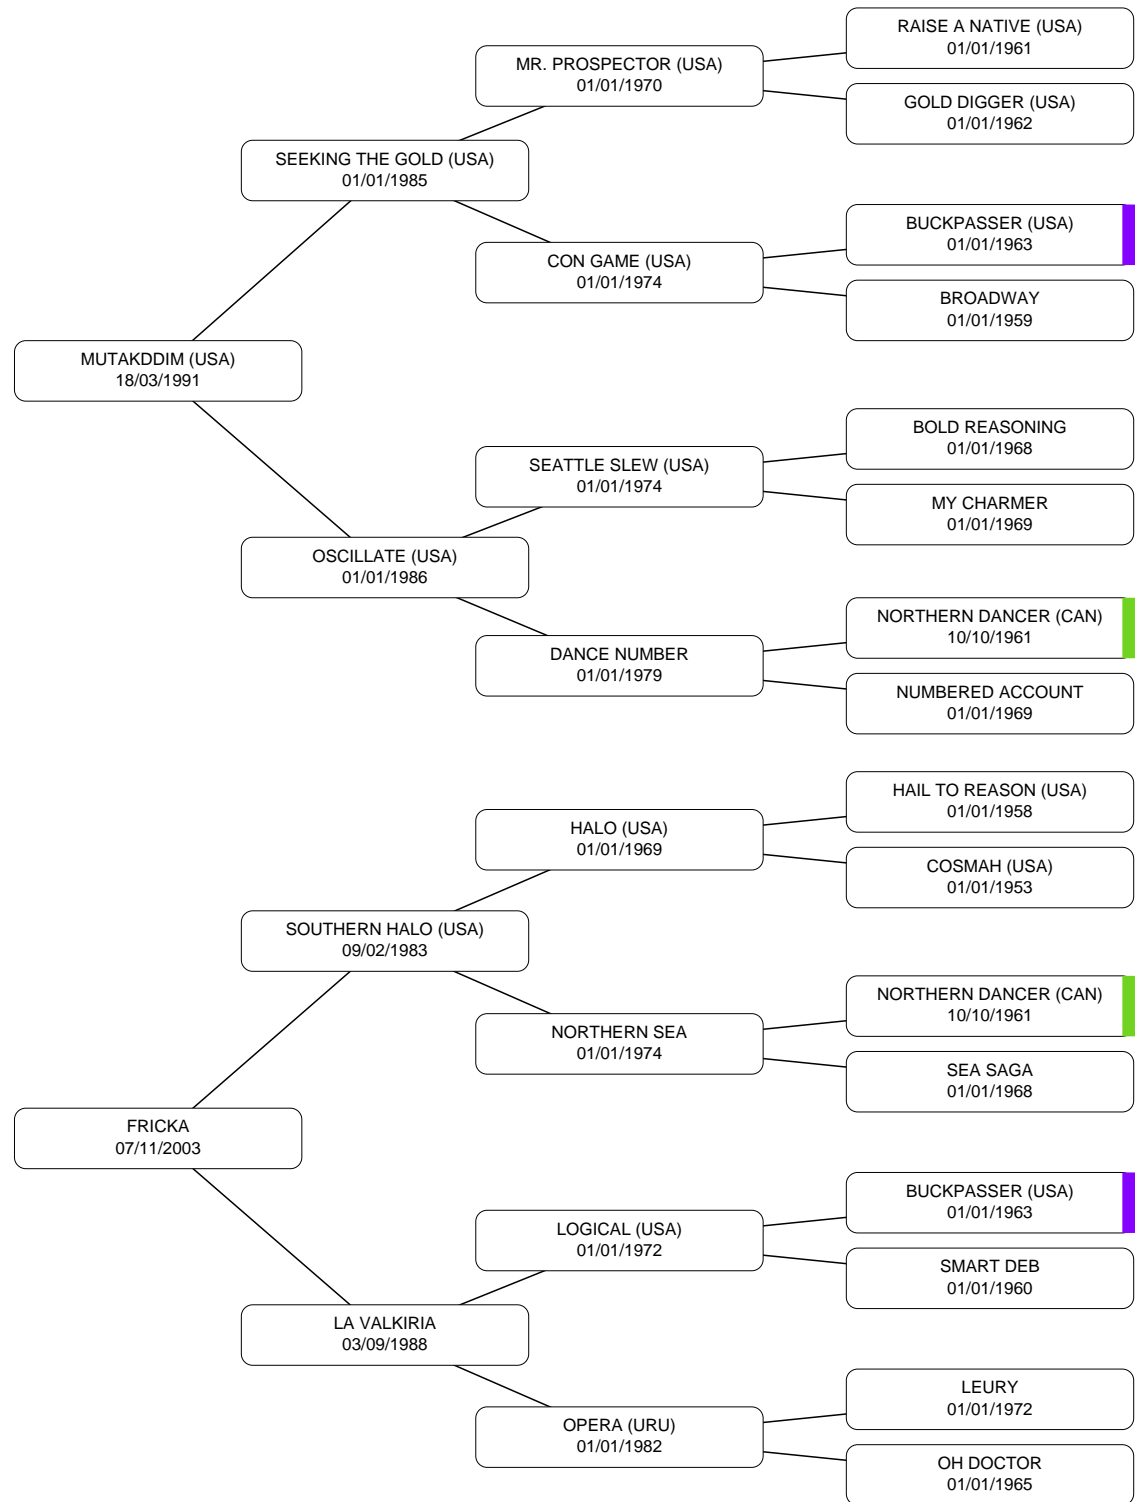 RAISE A NATIVE (USA)
01/01/1961
MR. PROSPECTOR (USA)
01/01/1970
GOLD DIGGER (USA)
01/01/1962
SEEKING THE GOLD (USA)
01/01/1985
BUCKPASSER (USA)
01/01/1963
CON GAME (USA)
01/01/1974
BROADWAY
01/01/1959
MUTAKDDIM (USA)
18/03/1991
BOLD REASONING
01/01/1968
SEATTLE SLEW (USA)
01/01/1974
MY CHARMER
01/01/1969
OSCILLATE (USA)
01/01/1986
NORTHERN DANCER (CAN)
10/10/1961
DANCE NUMBER
01/01/1979
NUMBERED ACCOUNT
01/01/1969
HAIL TO REASON (USA)
01/01/1958
HALO (USA)
01/01/1969
COSMAH (USA)
01/01/1953
SOUTHERN HALO (USA)
09/02/1983
NORTHERN DANCER (CAN)
10/10/1961
NORTHERN SEA
01/01/1974
SEA SAGA
01/01/1968
FRICKA
07/11/2003
BUCKPASSER (USA)
01/01/1963
LOGICAL (USA)
01/01/1972
SMART DEB
01/01/1960
LA VALKIRIA
03/09/1988
LEURY
01/01/1972
OPERA (URU)
01/01/1982
OH DOCTOR
01/01/1965